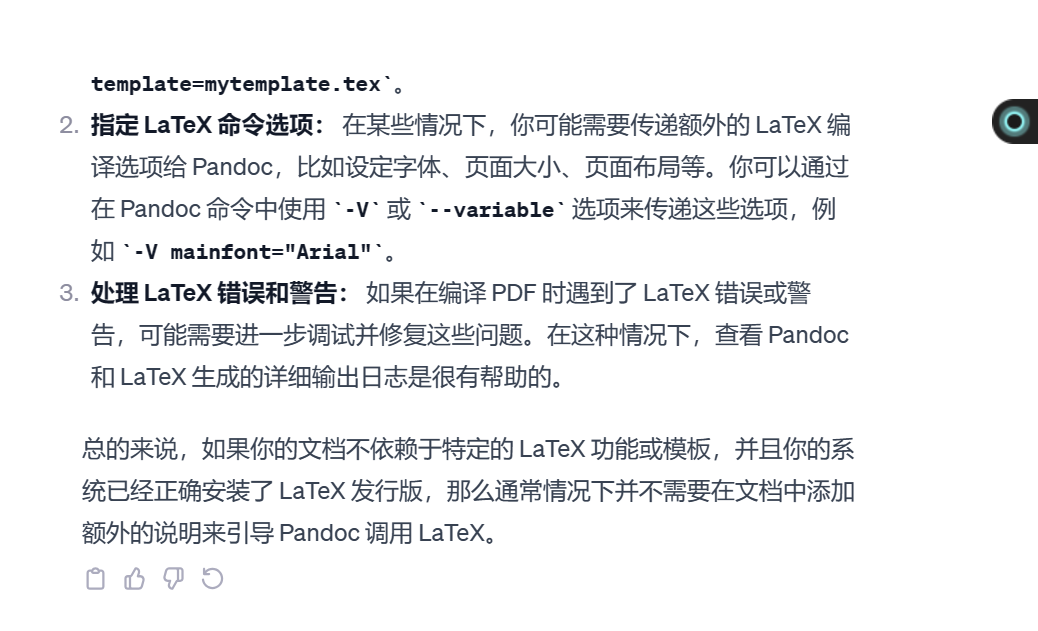 template=mytemplate.tex`。
2. 指定 LaTeX 命令选项： 在某些情况下，你可能需要传递额外的 LaTeX 编
译选项给 Pandoc，比如设定字体、页面大小、页面布局等。你可以通过
在 Pandoc 命令中使用 `-V` 或 `--variable` 选项来传递这些选项，例
如 `-V mainfont="Arial"`。
3. 处理 LaTeX 错误和警告： 如果在编译 PDF 时遇到了 LaTeX 错误或警
告，可能需要进一步调试并修复这些问题。在这种情况下，查看 Pandoc
和 LaTeX 生成的详细输出日志是很有帮助的。
总的来说，如果你的文档不依赖于特定的 LaTeX 功能或模板，并且你的系
统已经正确安装了 LaTeX 发行版，那么通常情况下并不需要在文档中添加
额外的说明来引导 Pandoc 调用 LaTeX。